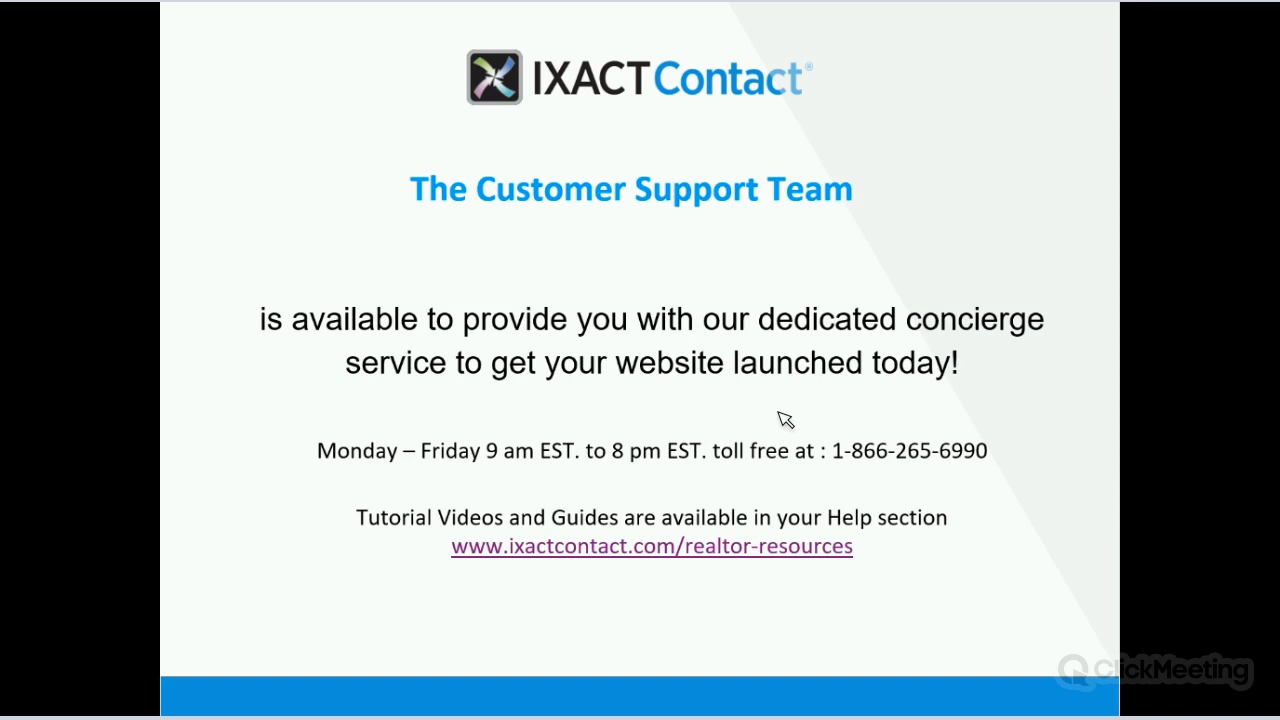 IXACTContact®
The Customer Support Team
is available to provide you with our dedicated concierge
service to get your website launched today!
Monday – Friday 9 am EST. to 8 pm EST. toll free at : 1-866-265-6990
Tutorial Videos and Guides are available in your Help section
www.ixactcontact.com/realtor-resources
ClickMeeting